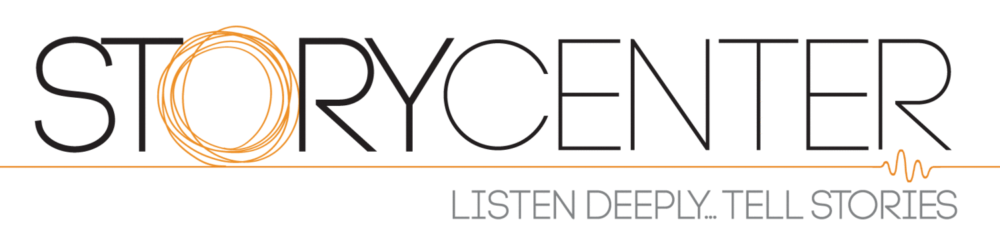 STORYCENTER
LISTEN DEEPLY... TELL STORIES